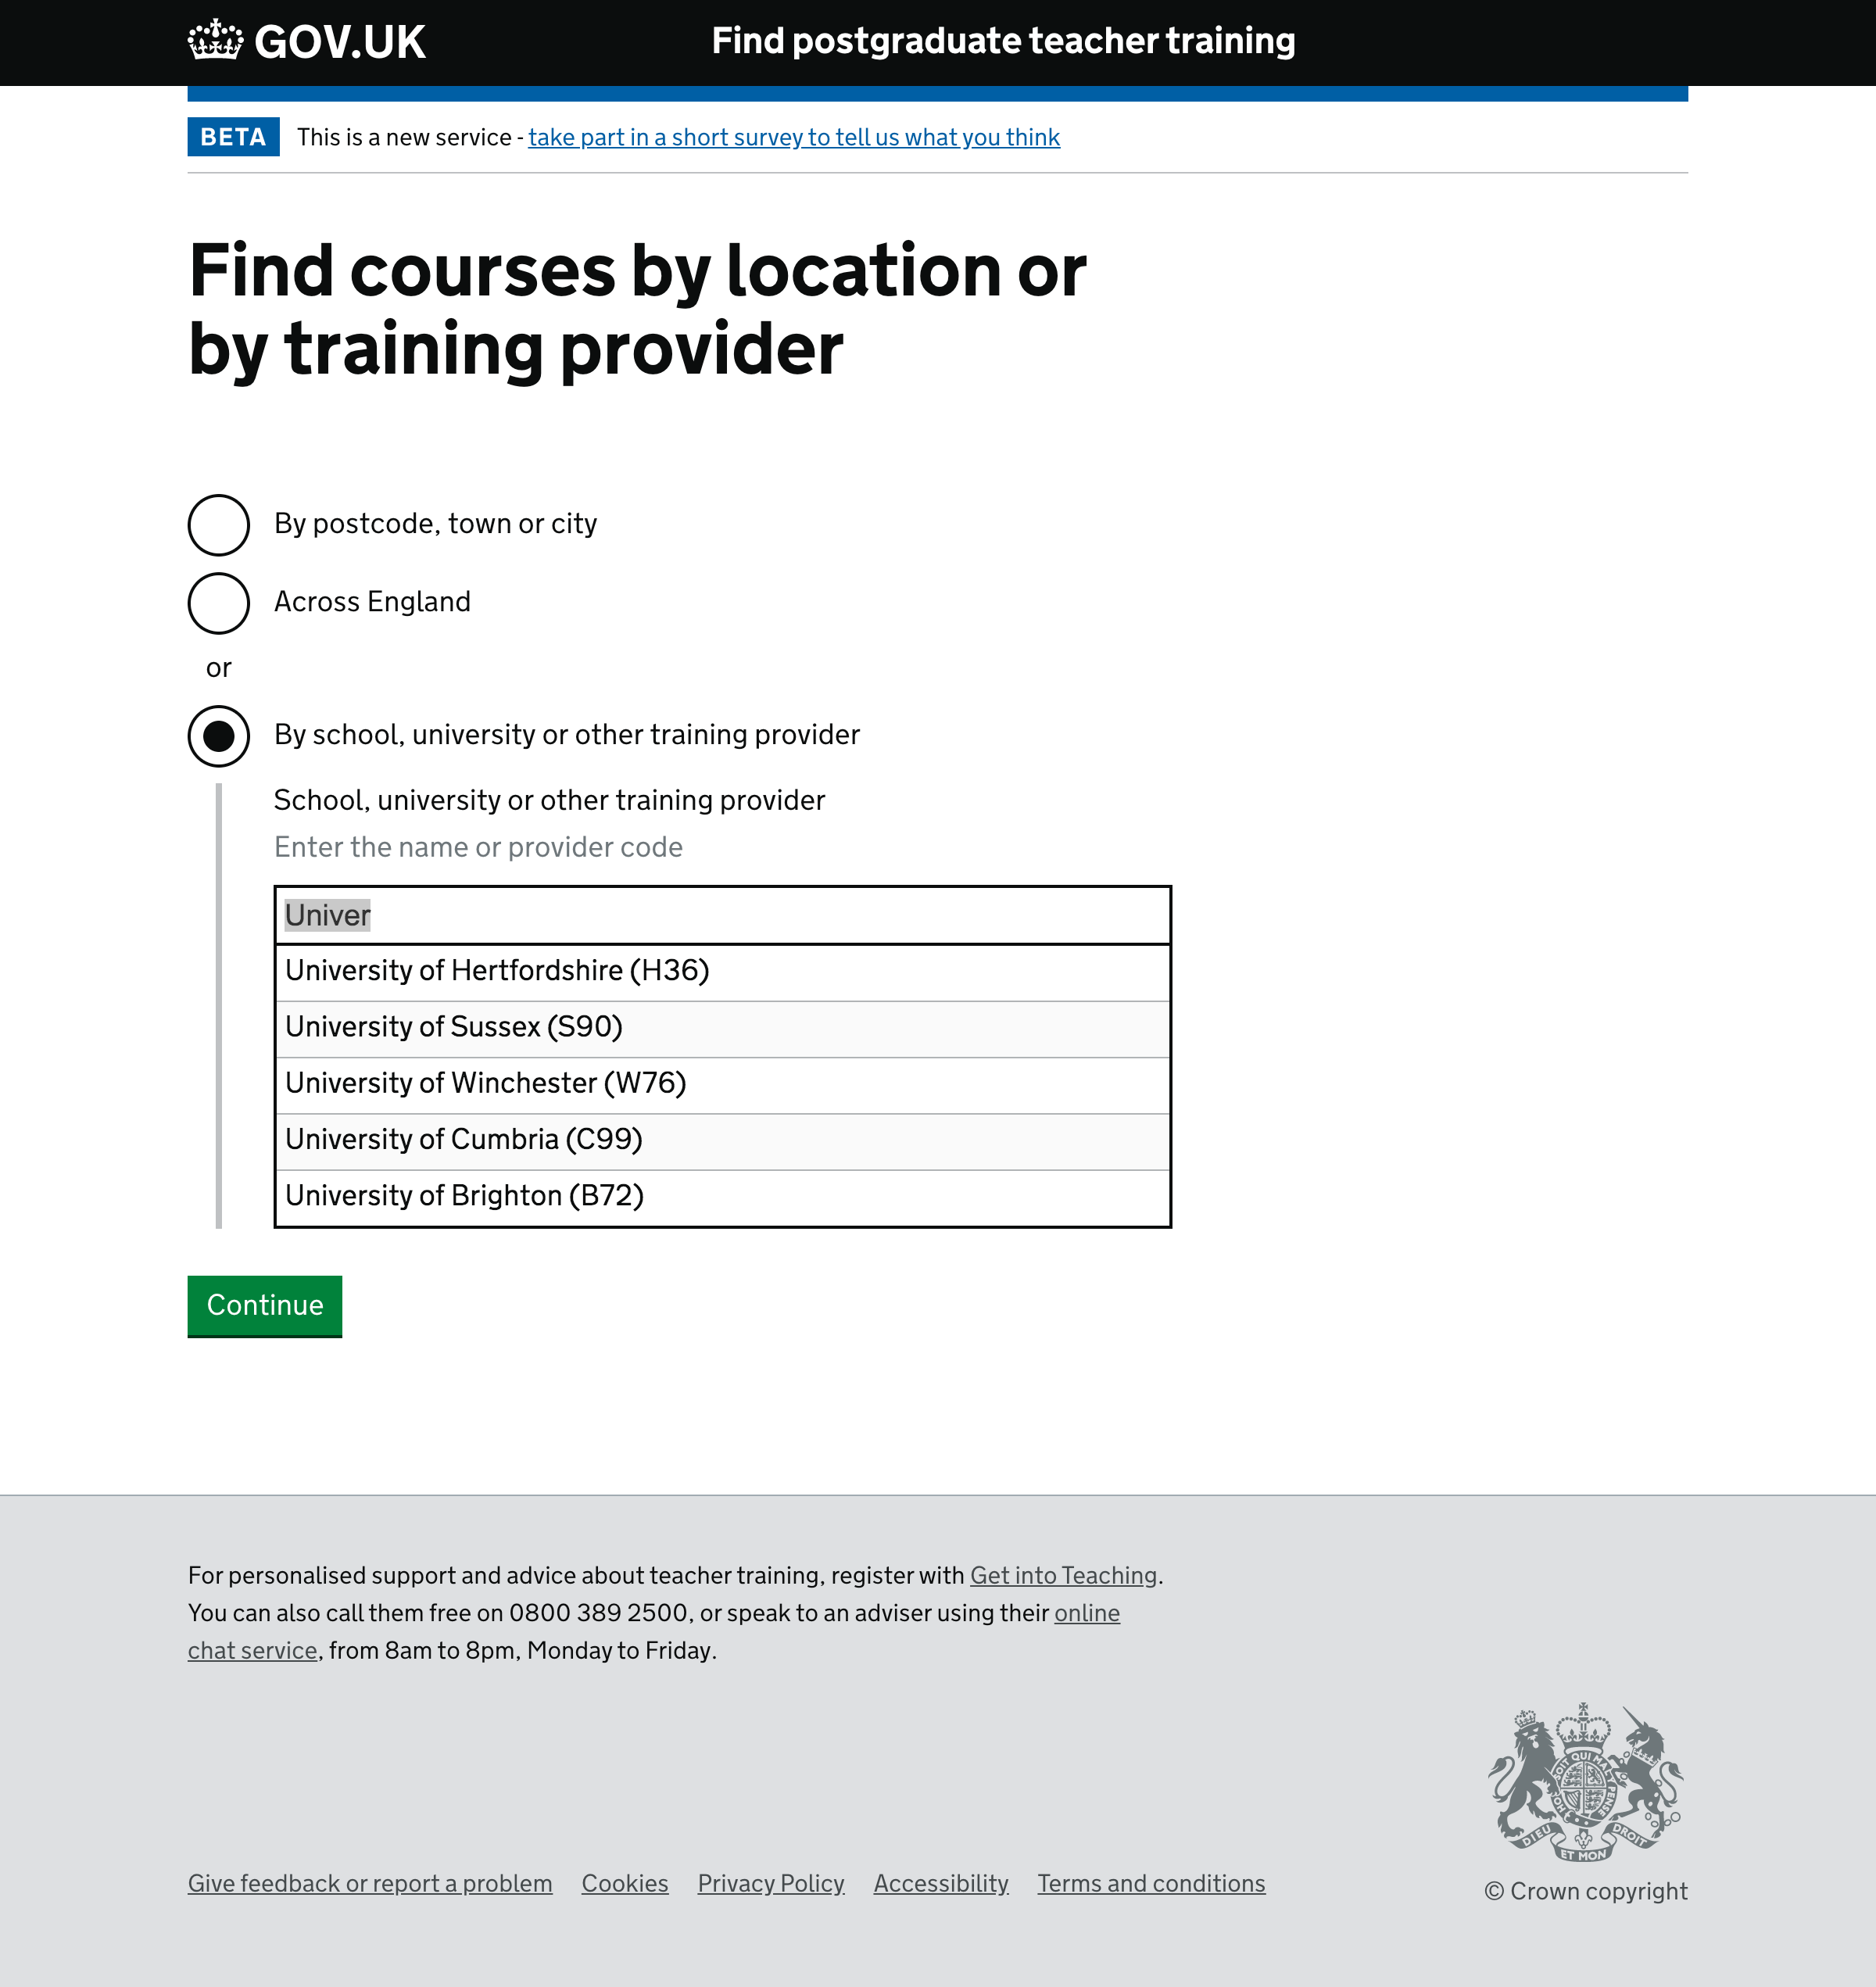 GOV.UK
Find postgraduate teacher training
BETA
This is a new service - take part in a short survey to tell us what you think
Find courses by location or
by training provider
By postcode, town or city
Across England
or
By school, university or other training provider
School, university or other training provider
Enter the name or provider code
Univer
University of Hertfordshire (H36)
University of Sussex (S90)
University of Winchester (W76)
University of Cumbria (C99)
University of Brighton (B72)
Continue
For personalised support and advice about teacher training, register with Get into Teaching.
You can also call them free on 0800 389 2500, or speak to an adviser using their online
chat service, from 8am to 8pm, Monday to Friday.
DIEU ET MON DROIT
Give feedback or report a problem
Cookies
Privacy Policy
Accessibility
Terms and conditions
© Crown copyright